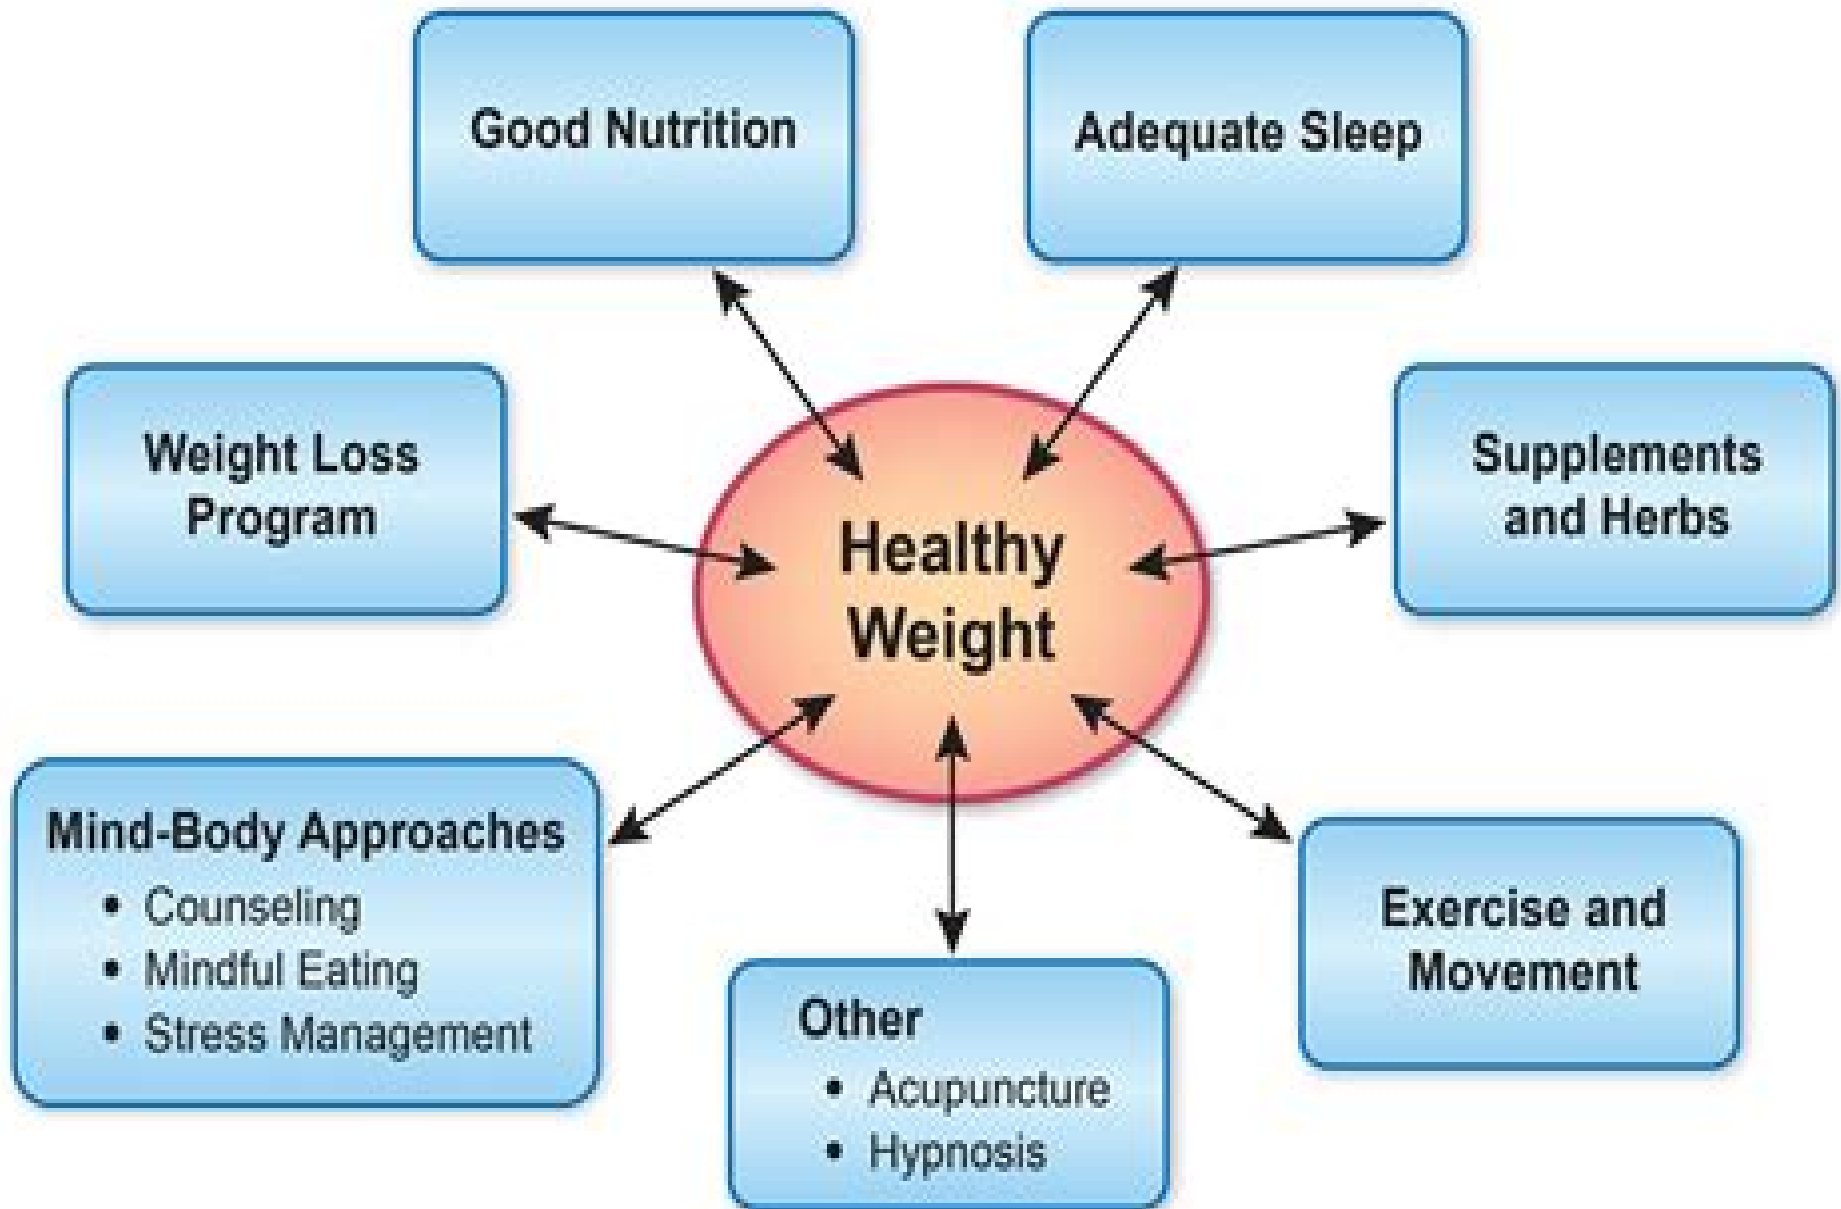 Good Nutrition
Adequate Sleep
Weight Loss
Program
Supplements
and Herbs
Healthy
Weight
Mind-Body Approaches
• Counseling
• Mindful Eating
• Stress Management
Other
• Acupuncture
• Hypnosis
Exercise and
Movement